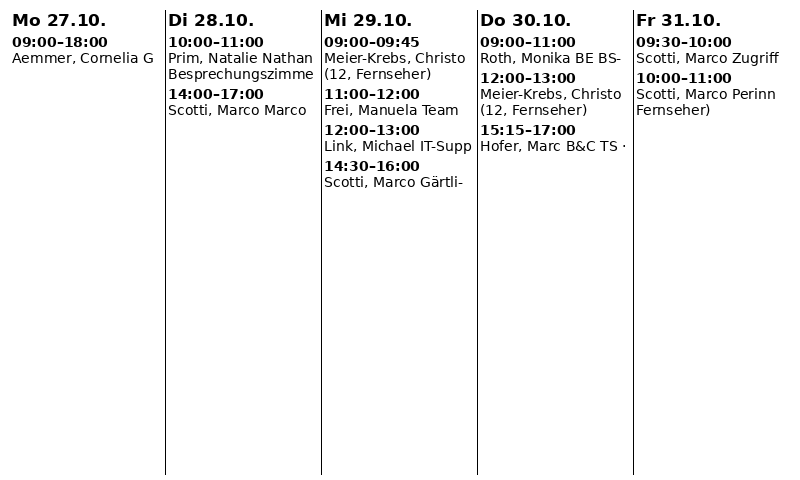 Mo 27.10.
09:00–18:00
Aemmer, Cornelia G
Di 28.10.
10:00–11:00
Prim, Natalie Nathan
Besprechungszimme
14:00–17:00
Scotti, Marco Marco
Mi 29.10.
09:00–09:45
Meier-Krebs, Christo
(12, Fernseher)
11:00–12:00
Frei, Manuela Team
12:00–13:00
Link, Michael IT-Supp
14:30–16:00
Scotti, Marco Gärtli-
Do 30.10.
09:00–11:00
Roth, Monika BE BS-
12:00–13:00
Meier-Krebs, Christo
(12, Fernseher)
15:15–17:00
Hofer, Marc B&C TS ·
Fr 31.10.
09:30–10:00
Scotti, Marco Zugriff
10:00–11:00
Scotti, Marco Perinn
Fernseher)